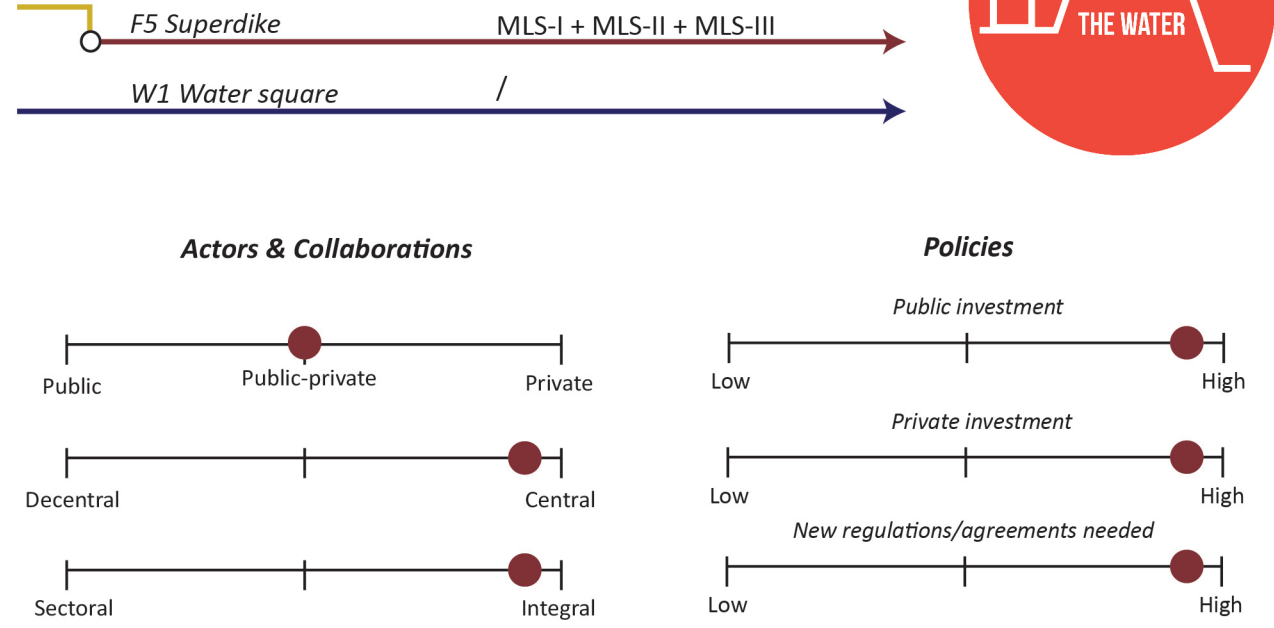 F5 Superdike
MLS-I + MLS-II + MLS-III
THE WATER
W1 Water square
/
Actors & Collaborations
Public
Public-private
Private
Decentral
Central
Sectoral
Integral
Policies
Public investment
Low
High
Private investment
Low
High
New regulations/agreements needed
Low
High